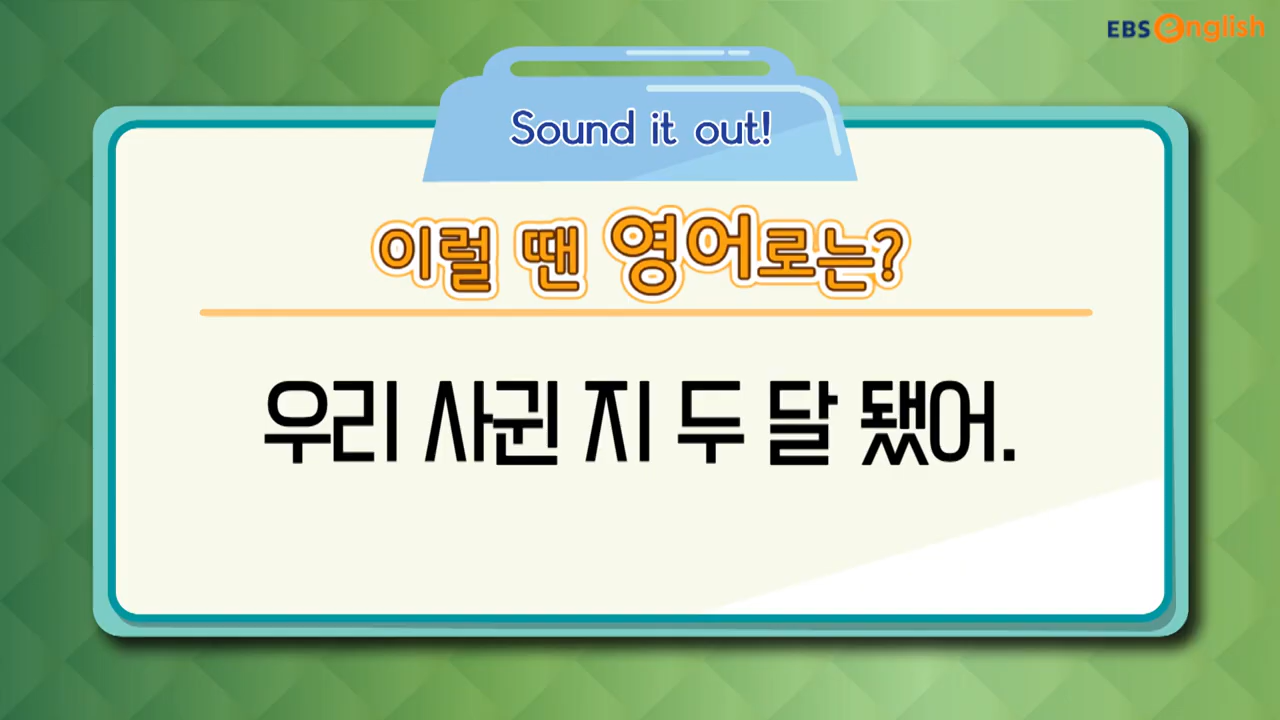 EBS English
Sound it out!
이럴 땐 영어로는?
우리 사귄 지 두 달 됐어.